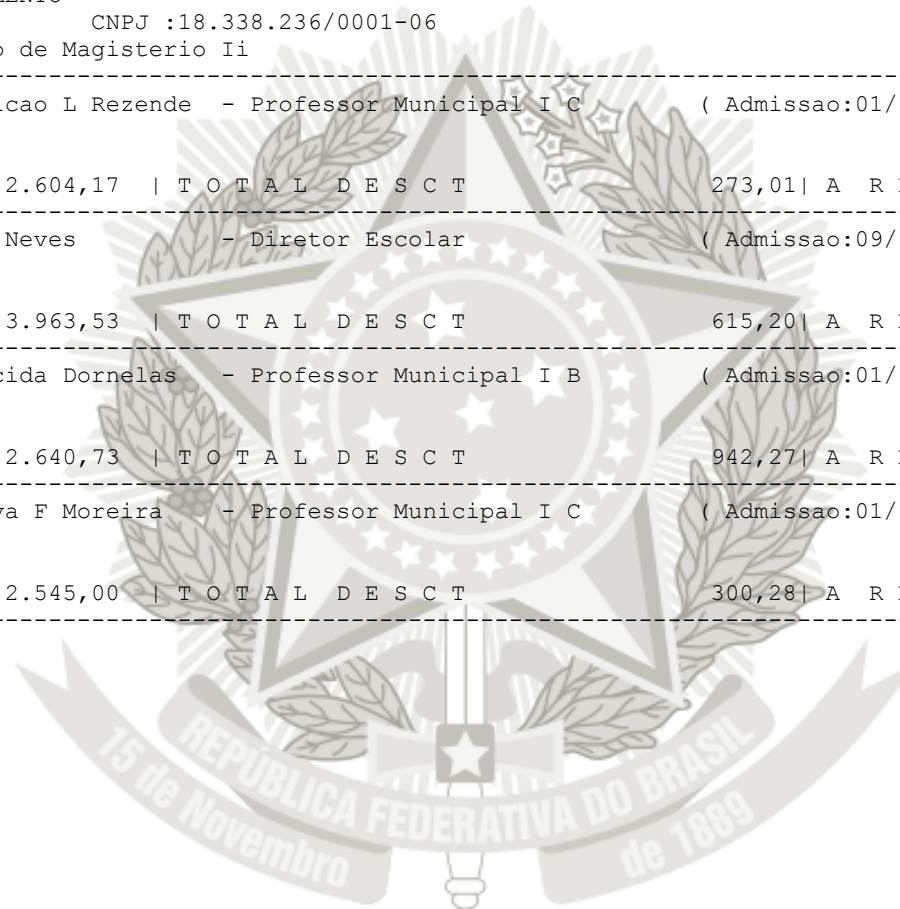 CNPJ :18.338.236/0001-06
o de Magisterio Ii
------------------------------------------------------------------------------
icao L Rezende - Professor Municipal I C ( Admissao:01/
2.604,17 | T O T A L D E S C T 273,01| A R
------------------------------------------------------------------------------
Neves - Diretor Escolar ( Admissao:09/
3.963,53 | T O T A L D E S C T 615,20| A R
------------------------------------------------------------------------------
cida Dornelas - Professor Municipal I B ( Admissao:01/
2.640,73 | T O T A L D E S C T 942,27| A R
------------------------------------------------------------------------------
va F Moreira - Professor Municipal I C ( Admissao:01/
2.545,00 | T O T A L D E S C T 300,28| A R
------------------------------------------------------------------------------
REPÚBLICA FEDERATIVA DO BRASIL
15 de Novembro de 1889